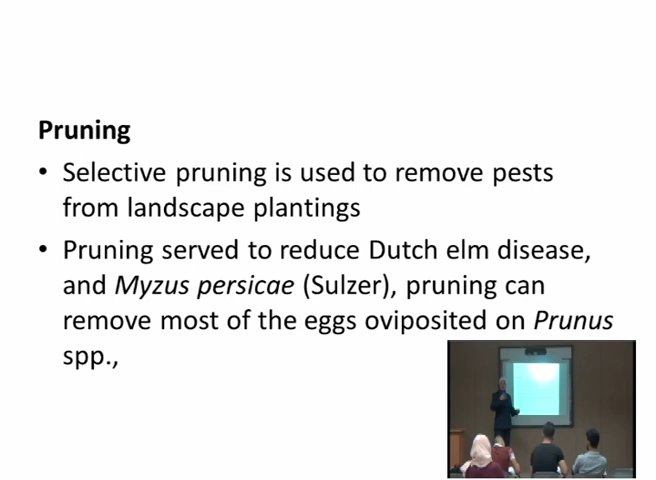 Pruning
• Selective pruning is used to remove pests
from landscape plantings
• Pruning served to reduce Dutch elm disease,
and Myzus persicae (Sulzer), pruning can
remove most of the eggs oviposited on Prunus
spp.,